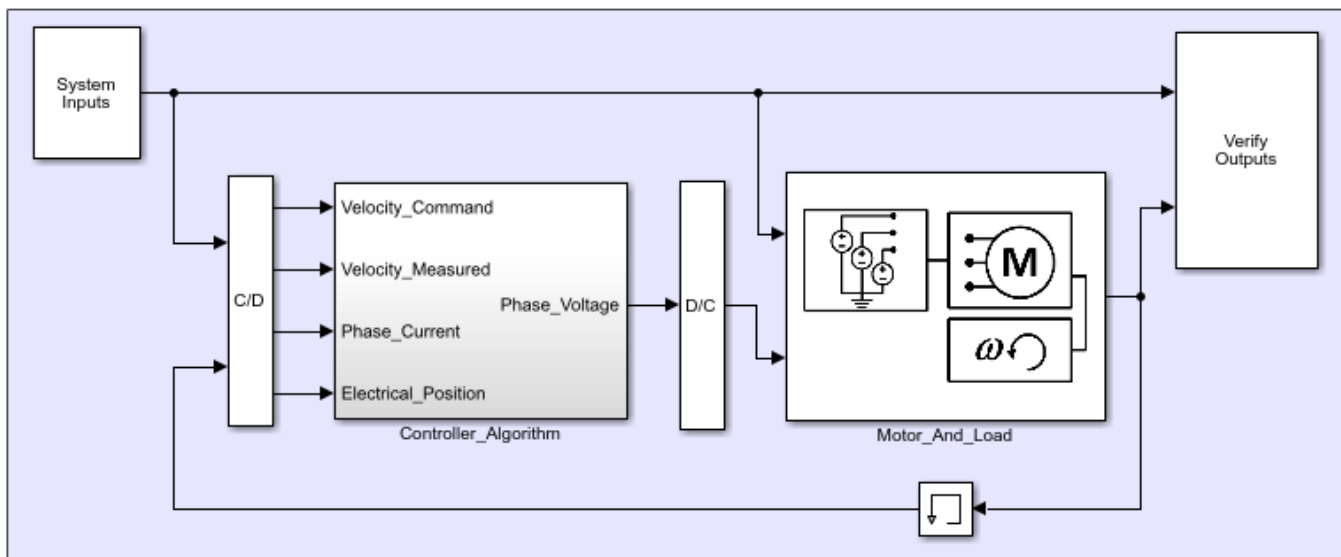 System
Inputs
Verify
Outputs
C/D
Velocity_Command
Velocity_Measured
Phase_Current
Electrical_Position
Phase_Voltage
Controller_Algorithm
D/C
M
ω
Motor_And_Load